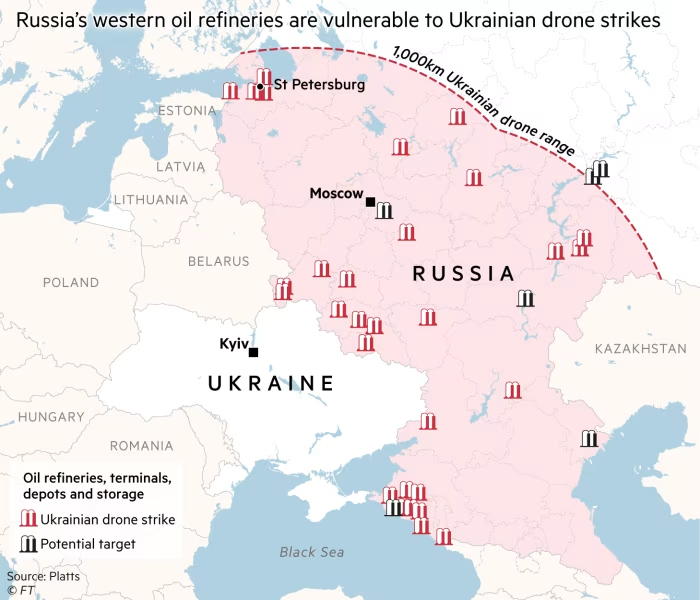 Russia's western oil refineries are vulnerable to Ukrainian drone strikes
1,000km Ukrainian drone range
St Petersburg
ESTONIA
LATVIA
Moscow
LITHUANIA
BELARUS
RUSSIA
POLAND
Kyiv
KAZAKHSTAN
UKRAINE
HUNGARY
ROMANIA
Oil refineries, terminals,
depots and storage
Ukrainian drone strike
Potential target
Black Sea
Source: Platts
© FT